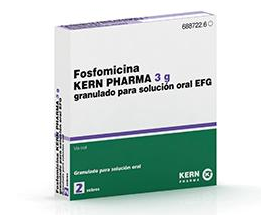 688722.6
Fosfomicina
KERN PHARMA 3 g
granulado para solución oral EFG
Vía oral
Granulado para solución oral
2 sobres
KERN
PHARMA